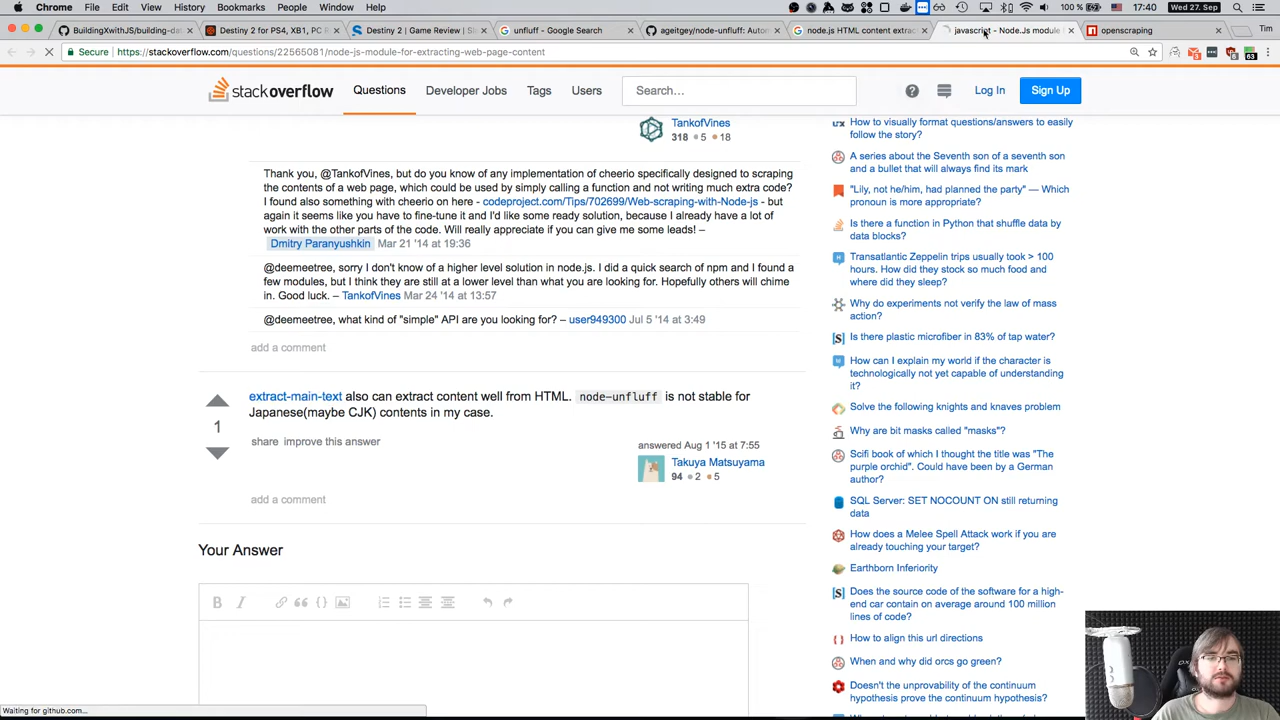 Chrome File Edit View History Bookmarks People Window Help 100 % 17:40 Wed 27. Sep
BuildingXwithJS/building-da Destiny 2 for PS4, XB1, PC Destiny 2 | Game Review | S unfluff - Google Search ageitgey/node-unfluff: Autom node.js HTML content extrac javascript - Node.Js module openscraping Tim
Secure https://stackoverflow.com/questions/22565081/node-js-module-for-extracting-web-page-content
stackoverflow Questions Developer Jobs Tags Users Search... Log In Sign Up
TankofVines
318 5 18
Thank you, @TankofVines, but do you know of any implementation of cheerio specifically designed to scraping
the contents of a web page, which could be used by simply calling a function and not writing much extra code?
I found also something with cheerio on here - codeproject.com/Tips/702699/Web-scraping-with-Node-js - but
again it seems like you have to fine-tune it and I'd like some ready solution, because I already have a lot of
work with the other parts of the code. Will really appreciate if you can give me some leads! –
Dmitry Paranyushkin Mar 21 '14 at 19:36
@deemeetree, sorry I don't know of a higher level solution in node.js. I did a quick search of npm and I found a
few modules, but I think they are still at a lower level than what you are looking for. Hopefully others will chime
in. Good luck. – TankofVines Mar 24 '14 at 13:57
@deemeetree, what kind of "simple" API are you looking for? – user949300 Jul 5 '14 at 3:49
add a comment
1
extract-main-text also can extract content well from HTML. node-unfluff is not stable for
Japanese(maybe CJK) contents in my case.
share improve this answer
answered Aug 1 '15 at 7:55
Takuya Matsuyama
94 2 5
add a comment
Your Answer
B I
How to visually format questions/answers to easily
follow the story?
A series about the Seventh son of a seventh son
and a bullet that will always find his mark
"Lily, not he/him, had planned the party" — Which
pronoun is more appropriate?
Is there a function in Python that shuffle data by
data blocks?
Transatlantic Zeppelin trips usually took > 100
hours. How did they stock so much food and
where did they sleep?
Why do experiments not verify the law of mass
action?
Is there plastic microfiber in 83% of tap water?
How can I explain my world if the character is
technologically not yet capable of understanding
it?
Solve the following knights and knaves problem
Why are bit masks called "masks"?
Scifi book of which I thought the title was "The
purple orchid". Could have been by a German
author?
SQL Server: SET NOCOUNT ON still returning
data
How does a Melee Spell Attack work if you are
already touching your target?
Earthborn Inferiority
Does the source code of the software for a high-
end car contain on average around 100 million
lines of code?
How to align this url directions
When and why did orcs go green?
Doesn't the unprovability of the continuum
hypothesis prove the continuum hypothesis?
Waiting for github.com...